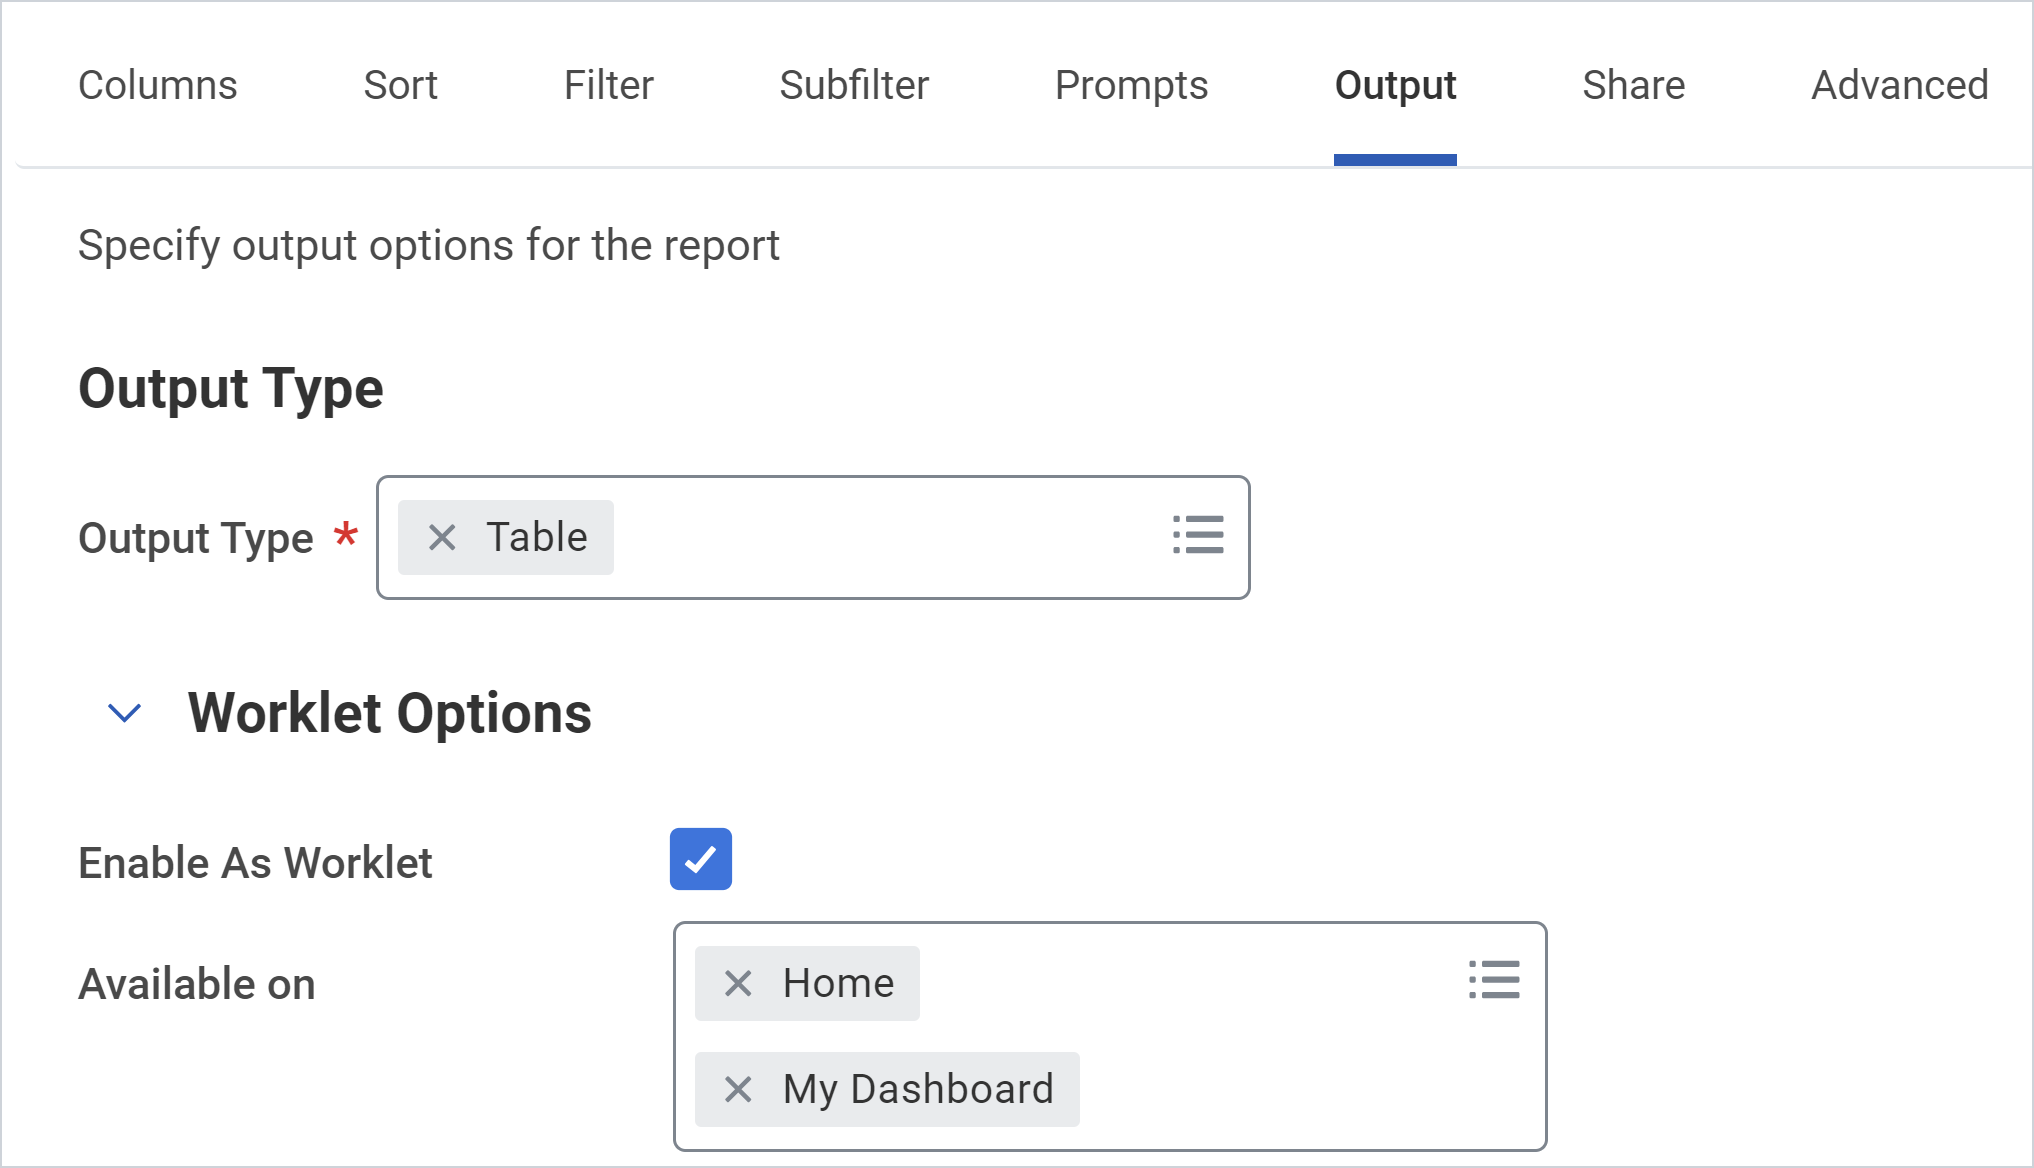 Columns Sort Filter Subfilter Prompts Output Share Advanced
Specify output options for the report
Output Type
Output Type * Table
Worklet Options
Enable As Worklet
Available on Home
My Dashboard